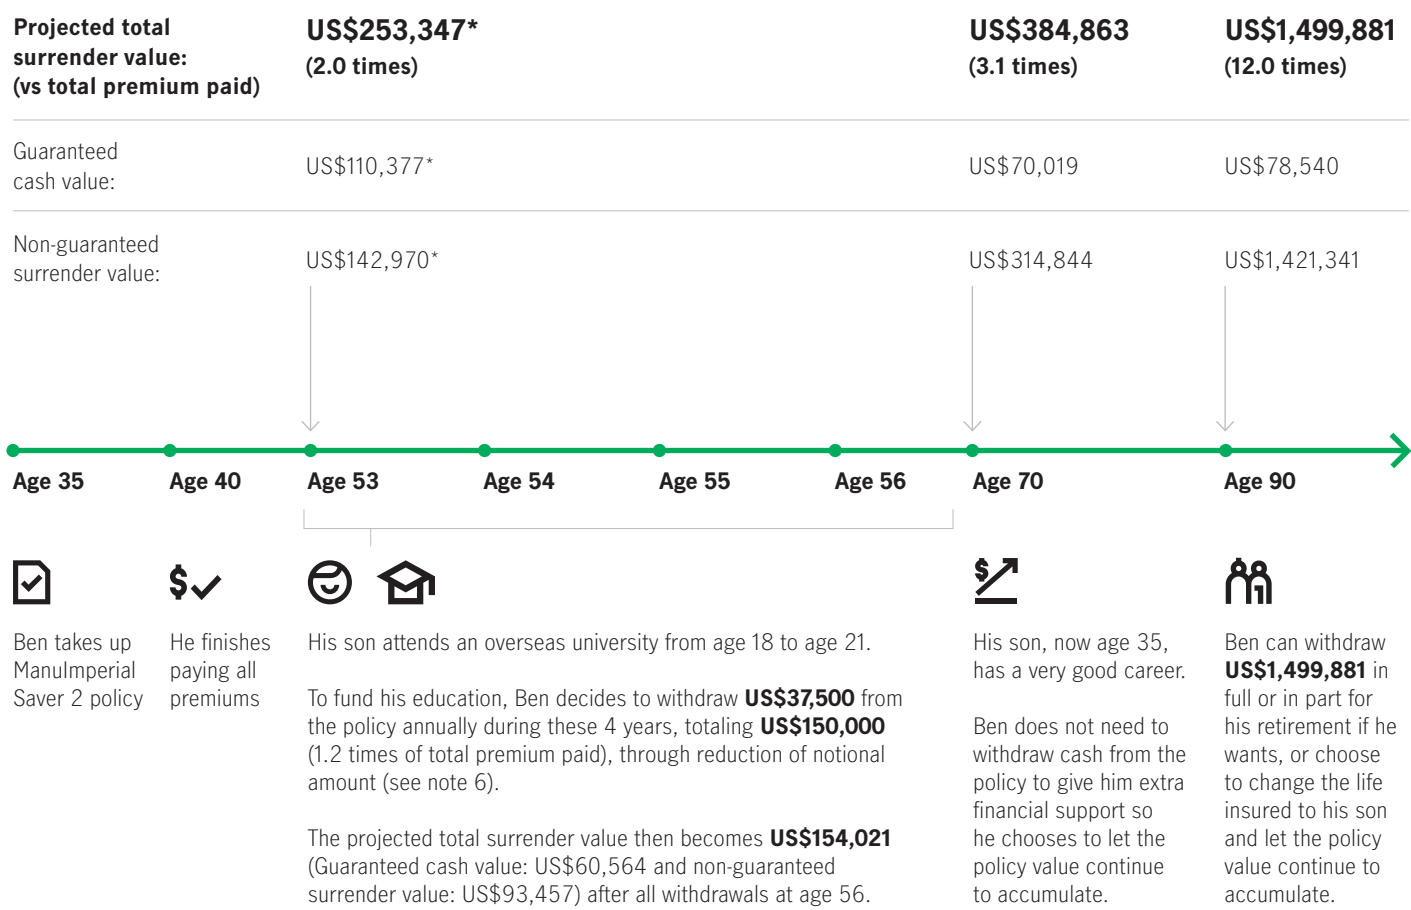 Projected total
surrender value:
(vs total premium paid)
US$253,347*
(2.0 times)
US$384,863
(3.1 times)
US$1,499,881
(12.0 times)
Guaranteed
cash value:
US$110,377*
US$70,019
US$78,540
Non-guaranteed
surrender value:
US$142,970*
US$314,844
US$1,421,341
Age 35
Age 40
Age 53
Age 54
Age 55
Age 56
Age 70
Age 90
Ben takes up
ManuImperial
Saver 2 policy
He finishes
paying all
premiums
His son attends an overseas university from age 18 to age 21.
To fund his education, Ben decides to withdraw US$37,500 from
the policy annually during these 4 years, totaling US$150,000
(1.2 times of total premium paid), through reduction of notional
amount (see note 6).
The projected total surrender value then becomes US$154,021
(Guaranteed cash value: US$60,564 and non-guaranteed
surrender value: US$93,457) after all withdrawals at age 56.
His son, now age 35,
has a very good career.
Ben does not need to
withdraw cash from the
policy to give him extra
financial support so
he chooses to let the
policy value continue
to accumulate.
Ben can withdraw
US$1,499,881 in
full or in part for
his retirement if he
wants, or choose
to change the life
insured to his son
and let the policy
value continue to
accumulate.